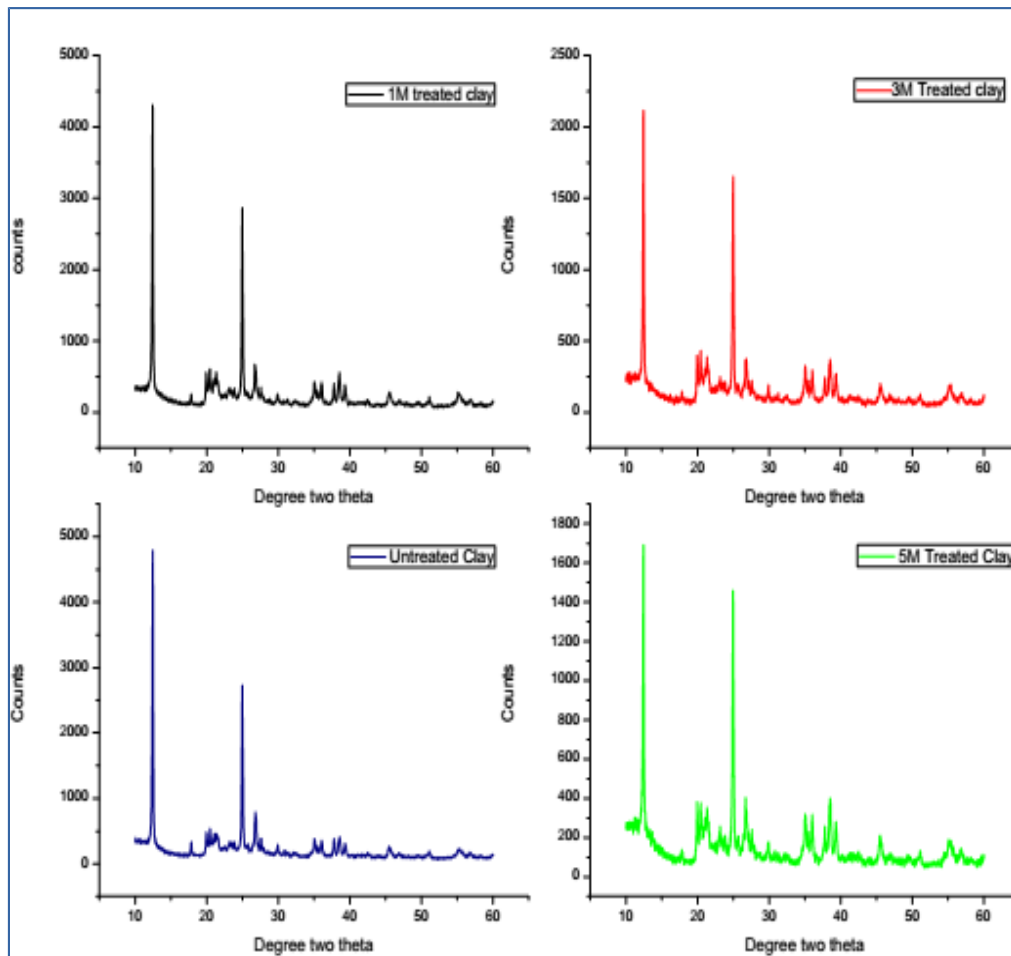 5000
4000
3000
2000
1000
0
counts
1M treated clay
10 20 30 40 50 60
Degree two theta
2500
2000
1500
1000
500
0
Counts
3M Treated clay
10 20 30 40 50 60
Degree two theta
5000
4000
3000
2000
1000
0
Counts
Untreated Clay
10 20 30 40 50 60
Degree two theta
1800
1600
1400
1200
1000
800
600
400
200
0
Counts
5M Treated Clay
10 20 30 40 50 60
Degree two theta